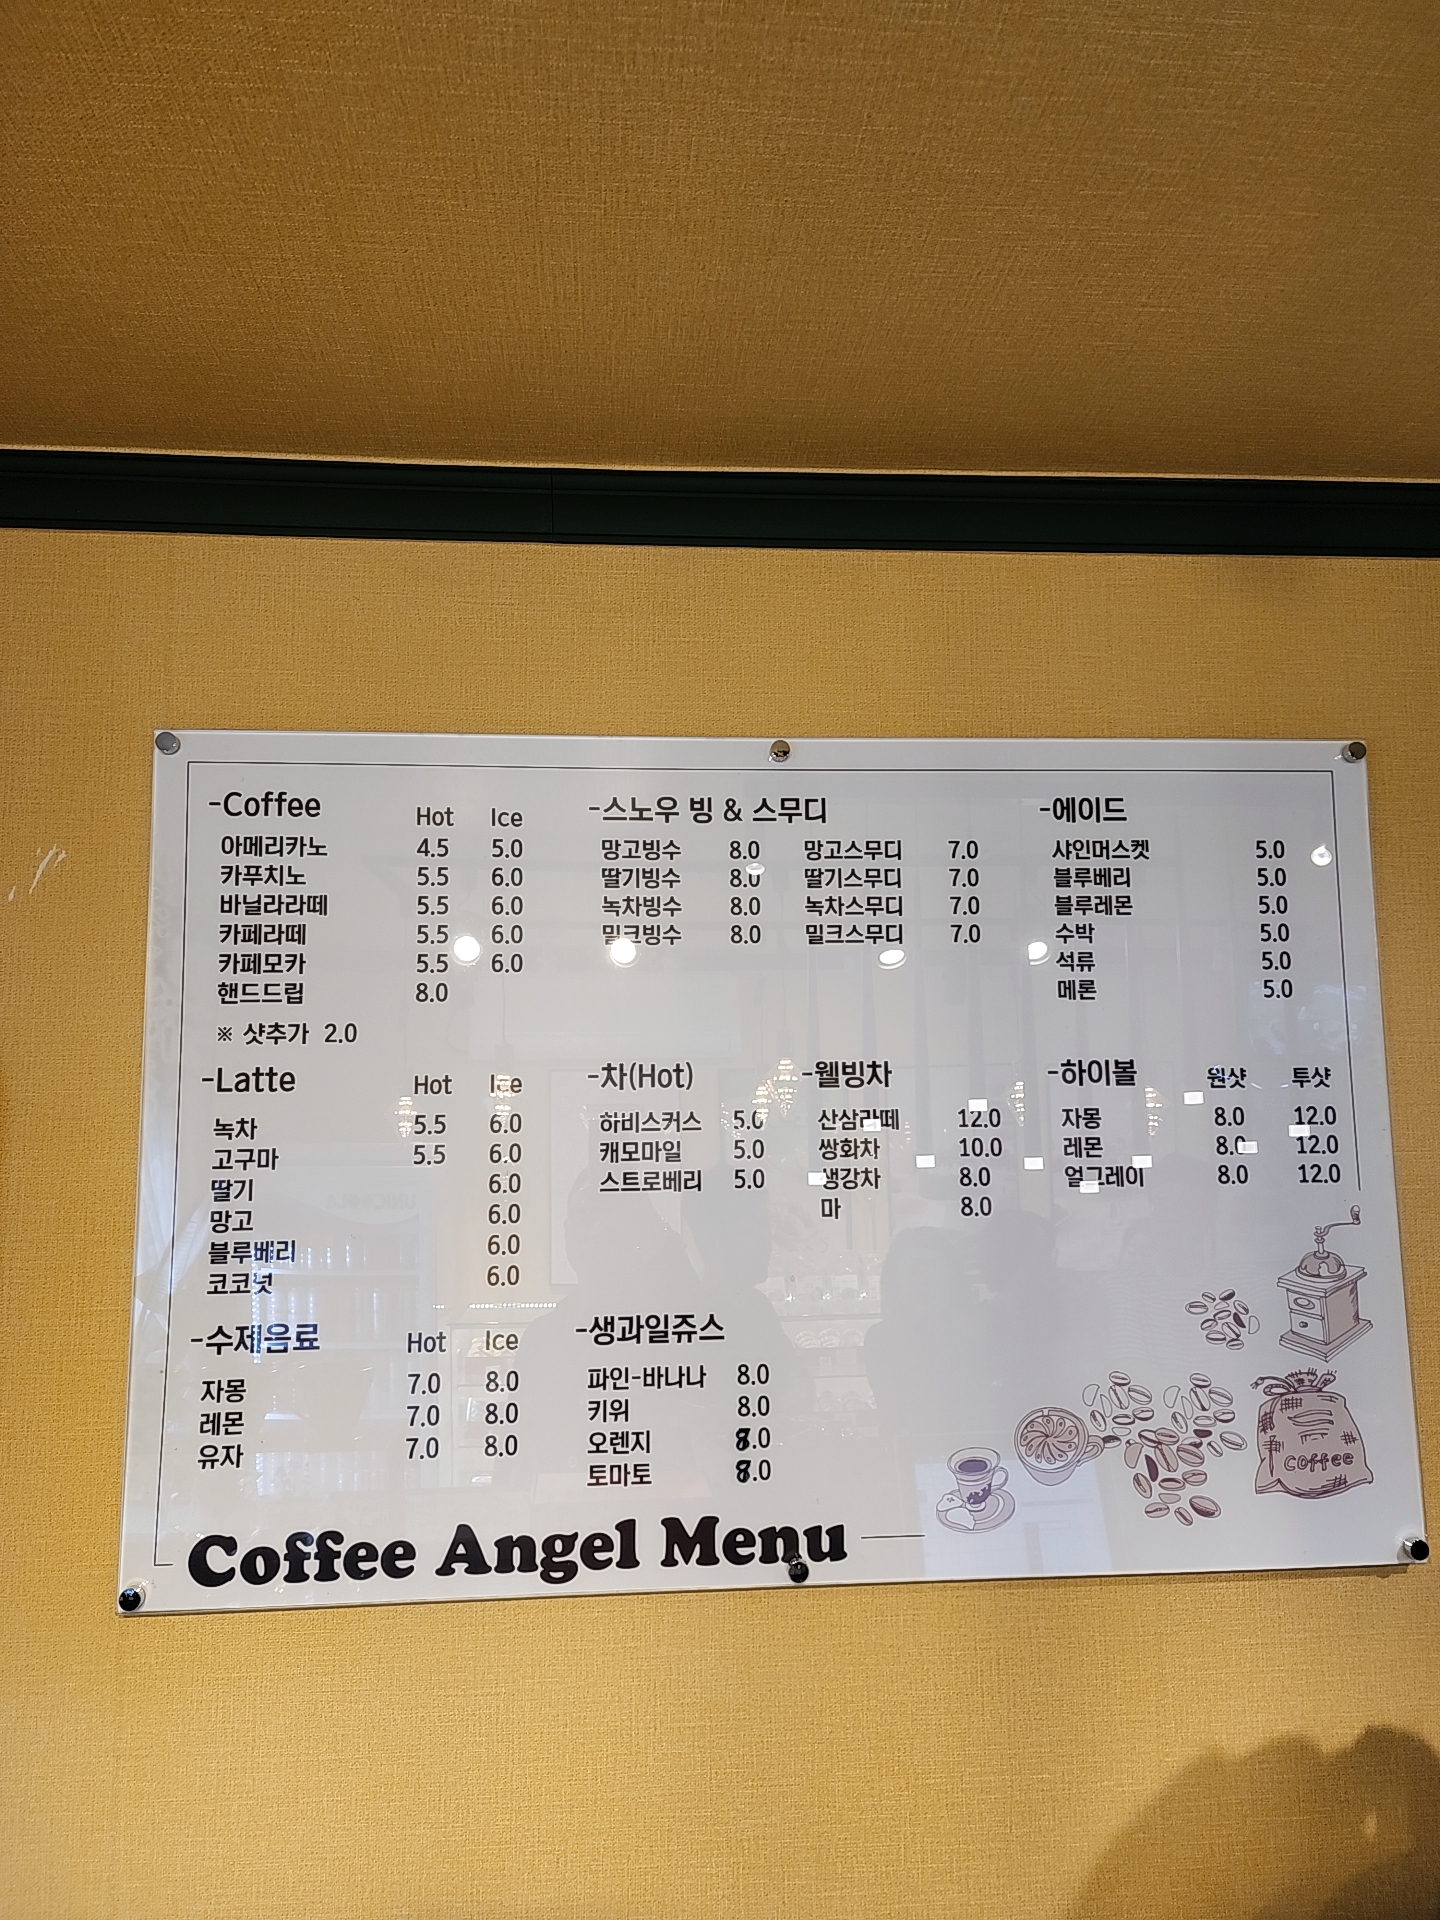 -Coffee Hot Ice
아메리카노 4.5 5.0
카푸치노 5.5 6.0
바닐라라떼 5.5 6.0
카페라떼 5.5 6.0
카페모카 5.5 6.0
핸드드립 8.0
※ 샷추가 2.0
-스노우 빙 & 스무디
망고빙수 8.0 망고스무디 7.0
딸기빙수 8.0 딸기스무디 7.0
녹차빙수 8.0 녹차스무디 7.0
밀크빙수 8.0 밀크스무디 7.0
-에이드
샤인머스켓 5.0
블루베리 5.0
블루레몬 5.0
수박 5.0
석류 5.0
메론 5.0
-Latte Hot Ice
녹차 5.5 6.0
고구마 5.5 6.0
딸기 6.0
망고 6.0
블루베리 6.0
코코넛 6.0
-차(Hot)
하비스커스 5.0
캐모마일 5.0
스트로베리 5.0
-웰빙차
산삼라떼 12.0
쌍화차 10.0
생강차 8.0
마 8.0
-하이볼 원샷 투샷
자몽 8.0 12.0
레몬 8.0 12.0
얼그레이 8.0 12.0
-수제음료 Hot Ice
자몽 7.0 8.0
레몬 7.0 8.0
유자 7.0 8.0
-생과일쥬스
파인-바나나 8.0
키위 8.0
오렌지 8.0
토마토 8.0
coffee
Coffee Angel Menu